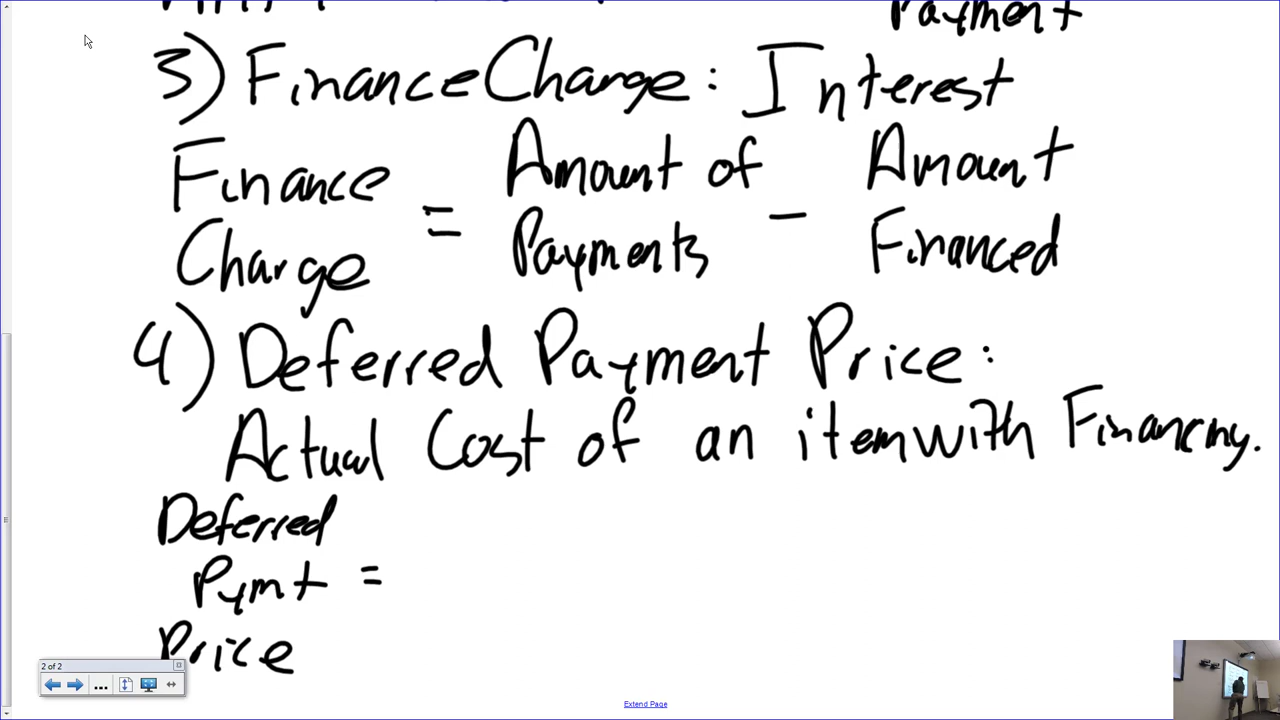 Payment
3) Finance Charge: Interest
Finance Charge = Amount of Payments - Amount Financed
4) Deferred Payment Price:
Actual Cost of an item with Financing.
Deferred
Pymt =
Price
2 of 2
Extend Page